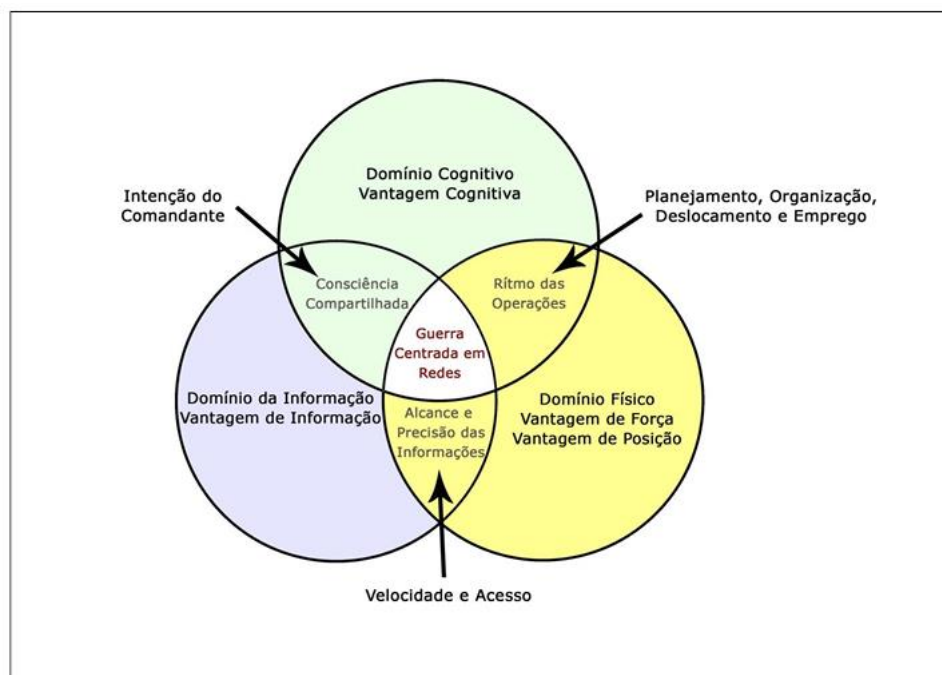 Domínio Cognitivo
Vantagem Cognitiva
Intenção do
Comandante
Planejamento, Organização,
Deslocamento e Emprego
Consciência
Compartilhada
Rítmo das
Operações
Guerra
Centrada em
Redes
Domínio da Informação
Vantagem de Informação
Domínio Físico
Vantagem de Força
Vantagem de Posição
Alcance e
Precisão das
Informações
Velocidade e Acesso